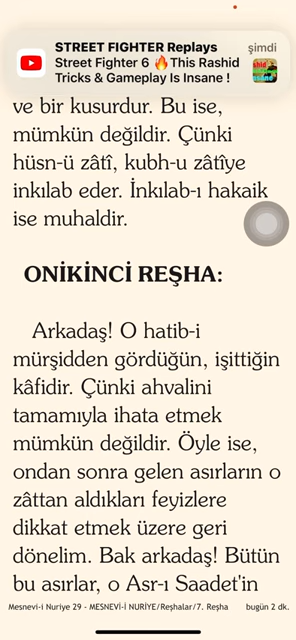 STREET FIGHTER Replays
şimdi
Street Fighter 6 🔥This Rashid
Tricks & Gameplay Is Insane !
ve bir kusurdur. Bu ise,
mümkün değildir. Çünki
hüsn-ü zâtî, kubh-u zâtîye
inkılab eder. İnkılab-ı hakaik
ise muhaldir.
ONİKİNCİ REŞHA:
Arkadaş! O hatib-i
mürşidden gördüğün, işittiğin
kâfidir. Çünki ahvalini
tamamıyla ihata etmek
mümkün değildir. Öyle ise,
ondan sonra gelen asırların o
zâttan aldıkları feyizlere
dikkat etmek üzere geri
dönelim. Bak arkadaş! Bütün
bu asırlar, o Asr-ı Saadet'in
Mesnevi-i Nuriye 29 - MESNEVİ-İ NURİYE/Reşhalar/7. Reşha
bugün 2 dk.